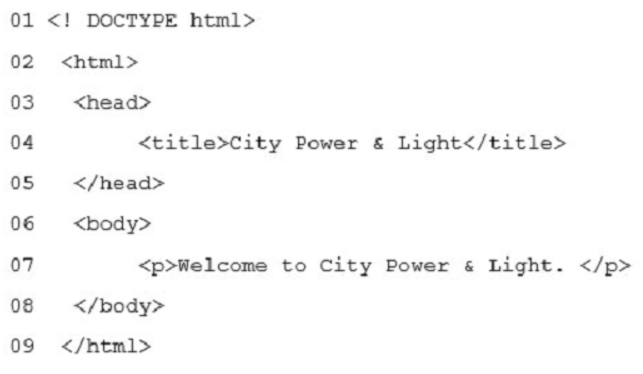 01 <! DOCTYPE html>
02 <html>
03 <head>
04 <title>City Power & Light</title>
05 </head>
06 <body>
07 <p>Welcome to City Power & Light. </p>
08 </body>
09 </html>